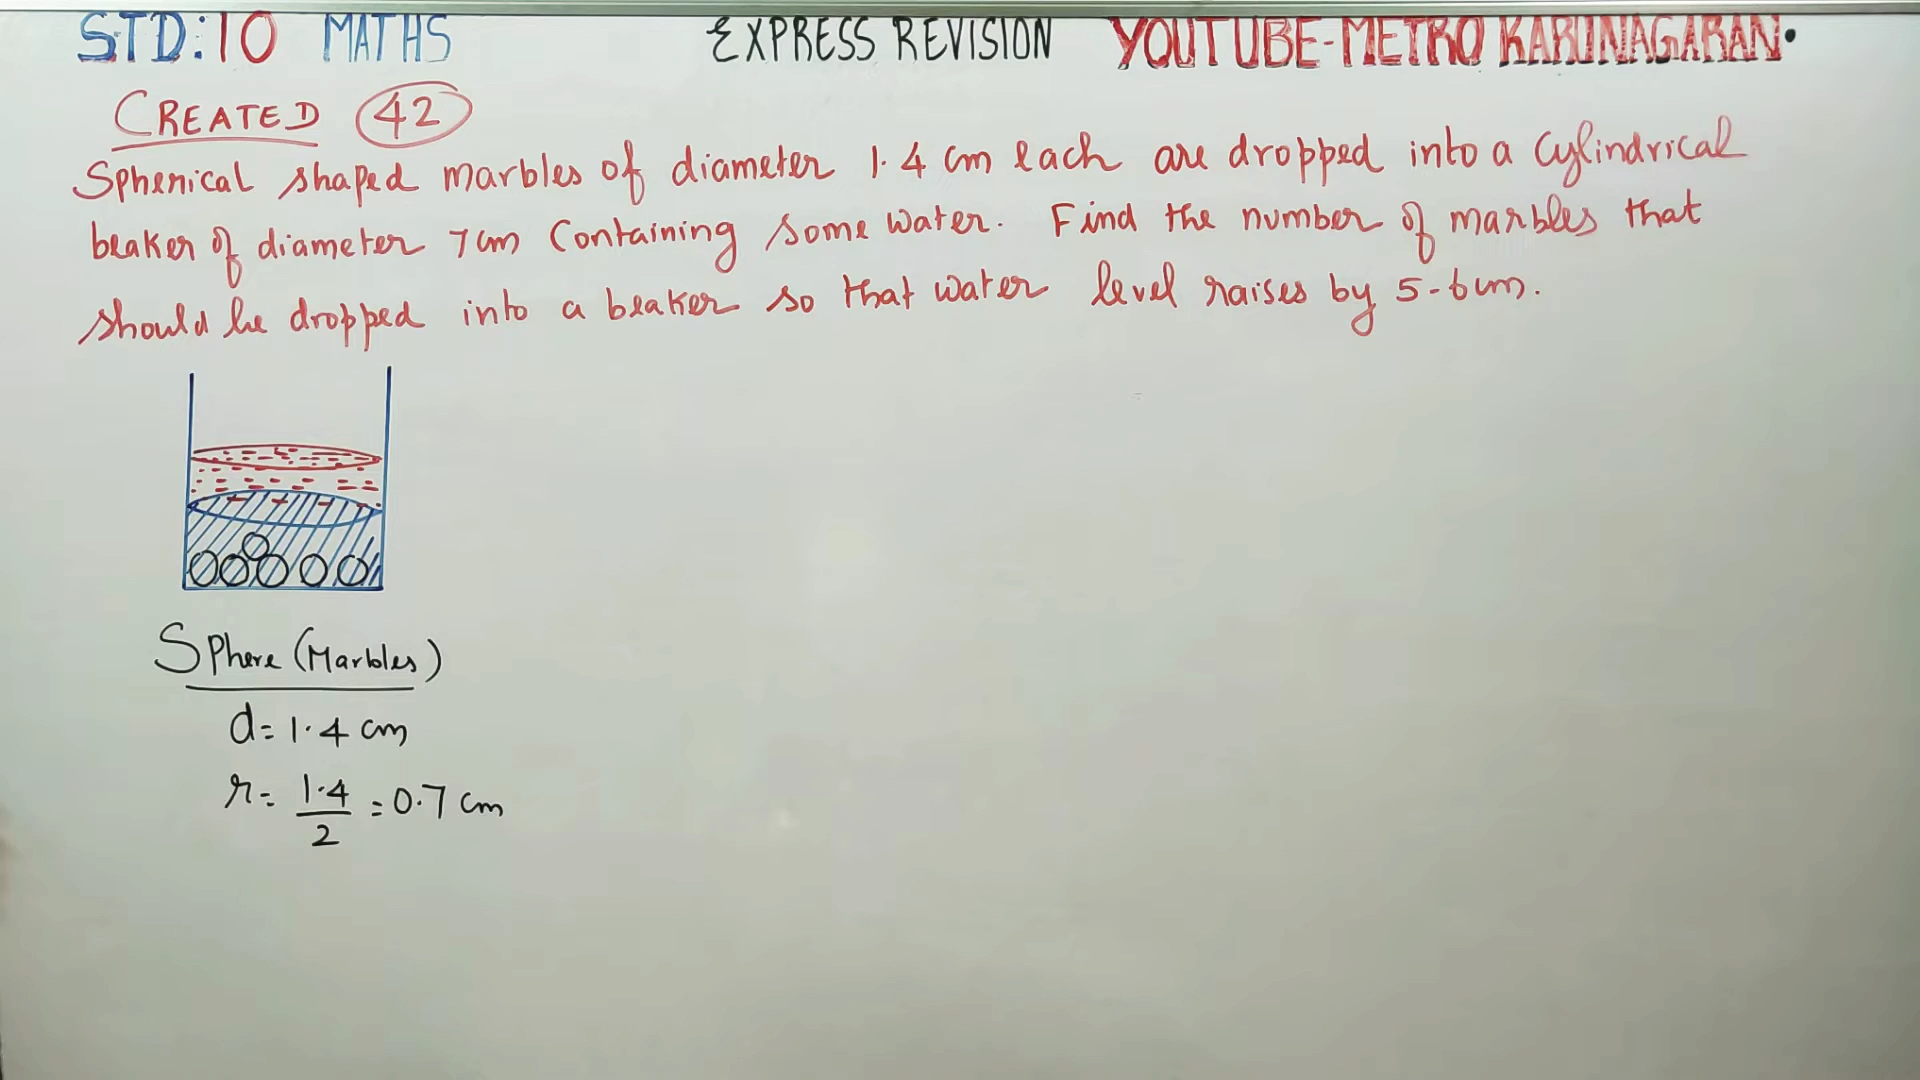 STD:10 MATHS EXPRESS REVISION YOUTUBE-METRO KARUNAGARAN.
CREATED 42
Spherical shaped marbles of diameter 1.4 cm each are dropped into a Cylindrical
beaker of diameter 7cm Containing some water. Find the number of marbles that
should be dropped into a beaker so that water level raises by 5-6cm.
Sphere (Marbles)
d= 1.4 cm
r= 1.4/2 = 0.7 cm